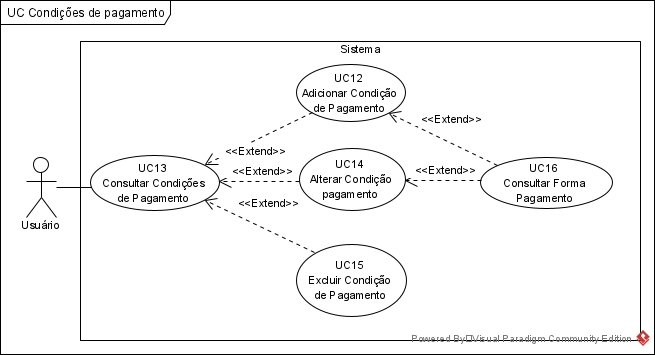 UC Condições de pagamento
Sistema
UC12
Adicionar Condição
de Pagamento
<<Extend>>
<<Extend>>
UC13
Consultar Condições
de Pagamento
<<Extend>>
UC14
Alterar Condição
pagamento
<<Extend>>
UC16
Consultar Forma
Pagamento
<<Extend>>
Usuário
UC15
Excluir Condição
de Pagamento
Powered By Visual Paradigm Community Edition